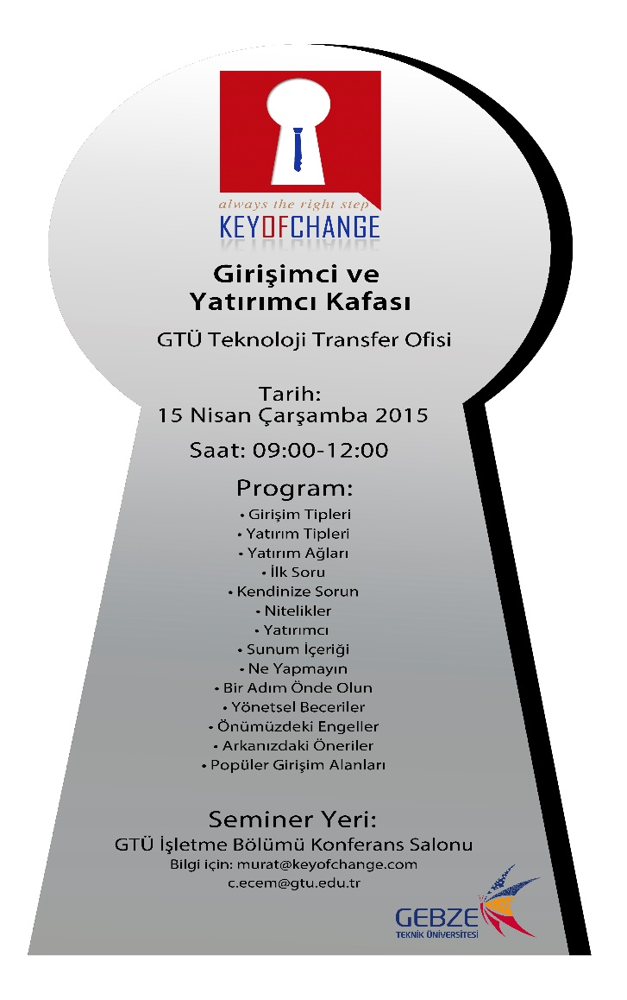 always the right step
KEYOFCHANGE
Girişimci ve
Yatırımcı Kafası
GTÜ Teknoloji Transfer Ofisi
Tarih:
15 Nisan Çarşamba 2015
Saat: 09:00-12:00
Program:
• Girişim Tipleri
• Yatırım Tipleri
• Yatırım Ağları
• İlk Soru
• Kendinize Sorun
• Nitelikler
• Yatırımcı
• Sunum İçeriği
• Ne Yapmayın
• Bir Adım Önde Olun
• Yönetsel Beceriler
• Önümüzdeki Engeller
• Arkanızdaki Öneriler
• Popüler Girişim Alanları
Seminer Yeri:
GTÜ İşletme Bölümü Konferans Salonu
Bilgi için: murat@keyofchange.com
c.ecem@gtu.edu.tr
GEBZE
TEKNİK ÜNİVERSİTESİ